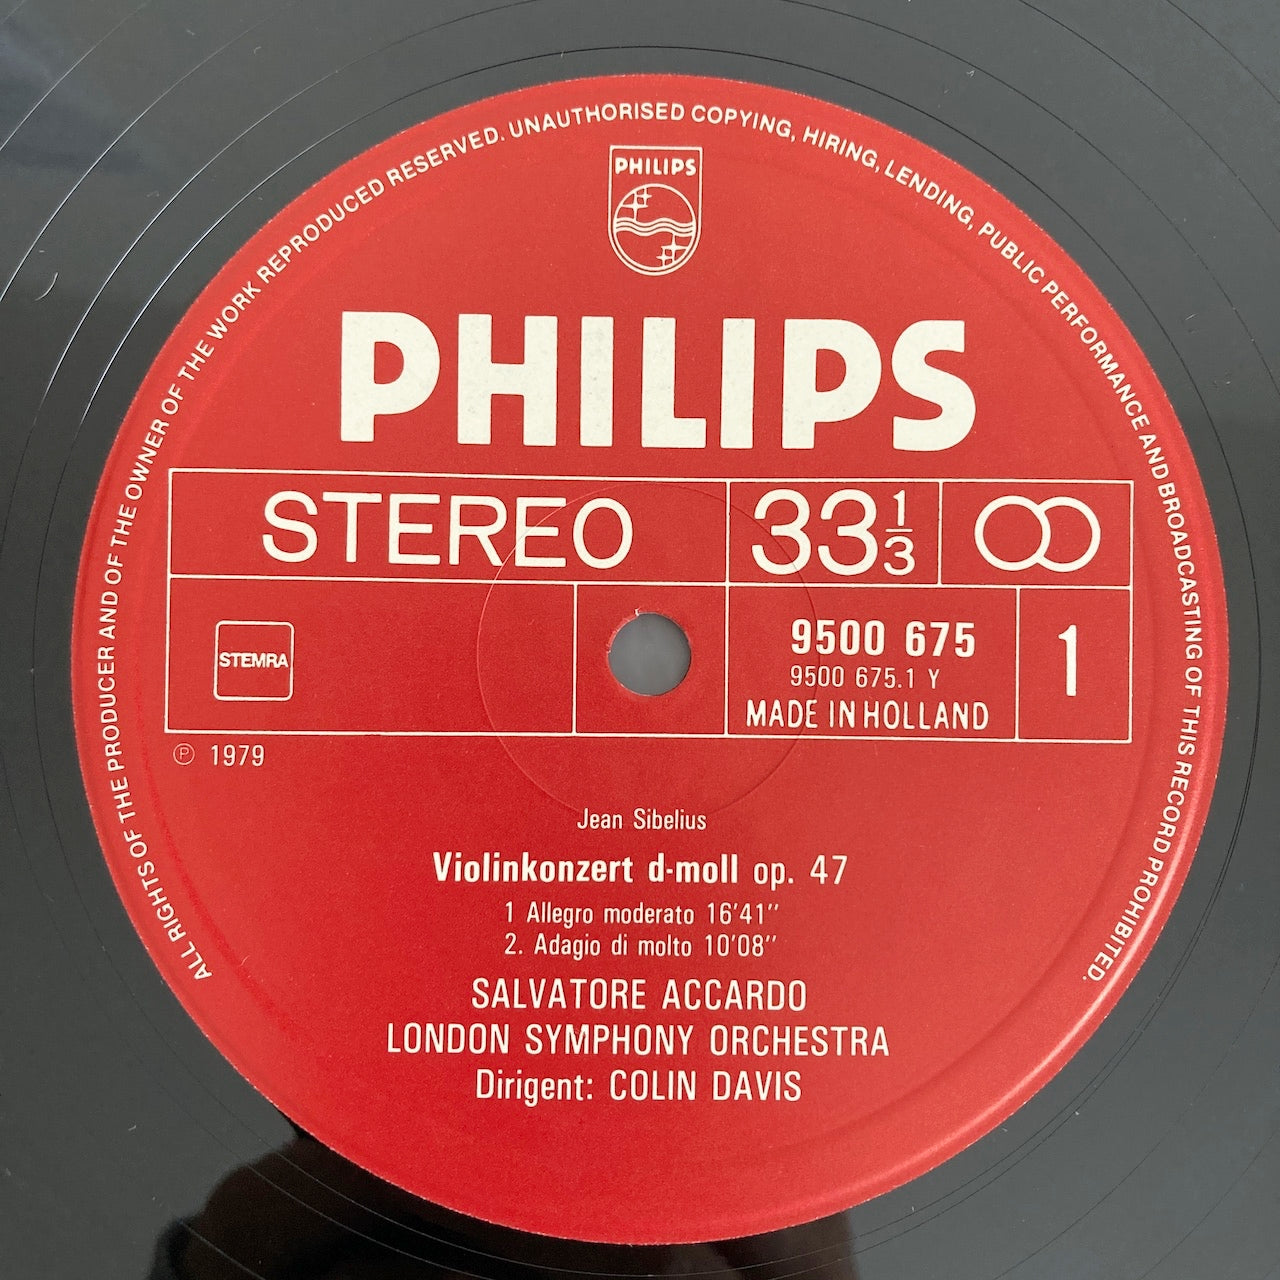 ALL RIGHTS OF THE PRODUCER AND OF THE OWNER OF THE WORK REPRODUCED RESERVED. UNAUTHORISED COPYING, HIRING, LENDING, PUBLIC PERFORMANCE AND BROADCASTING OF THIS RECORD PROHIBITED.
PHILIPS
PHILIPS
STEREO 33 1/3
STEMRA
9500 675
9500 675.1 Y
MADE IN HOLLAND
1
Ⓟ 1979
Jean Sibelius
Violinkonzert d-moll op. 47
1 Allegro moderato 16'41''
2. Adagio di molto 10'08''
SALVATORE ACCARDO
LONDON SYMPHONY ORCHESTRA
Dirigent: COLIN DAVIS